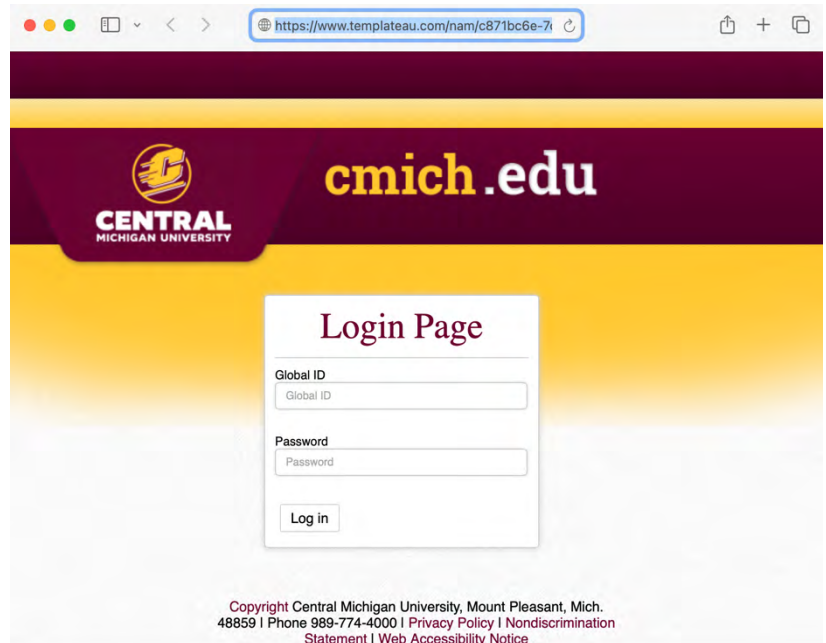 https://www.templateau.com/nam/c871bc6e-7
cmich.edu
CENTRAL
MICHIGAN UNIVERSITY
Login Page
Global ID
Global ID
Password
Password
Log in
Copyright Central Michigan University, Mount Pleasant, Mich.
48859 | Phone 989-774-4000 | Privacy Policy | Nondiscrimination
Statement | Web Accessibility Notice